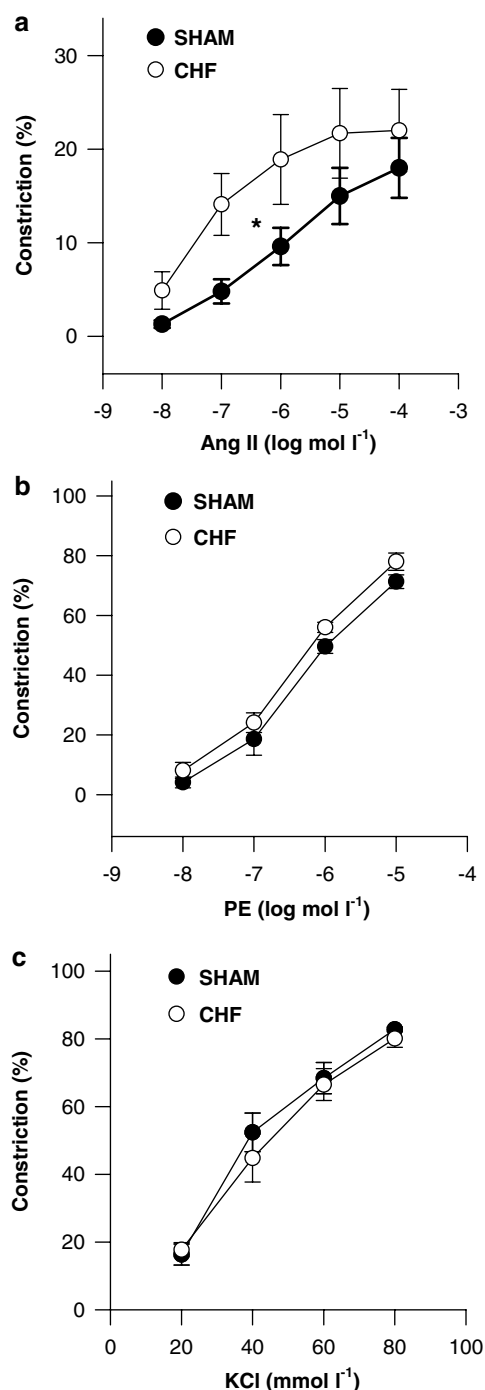 a
SHAM
CHF
Constriction (%)
30
20
10
0
*
-9 -8 -7 -6 -5 -4 -3
Ang II (log mol l⁻¹)
b
SHAM
CHF
Constriction (%)
100
80
60
40
20
0
-9 -8 -7 -6 -5 -4
PE (log mol l⁻¹)
c
SHAM
CHF
Constriction (%)
100
80
60
40
20
0
0 20 40 60 80 100
KCl (mmol l⁻¹)